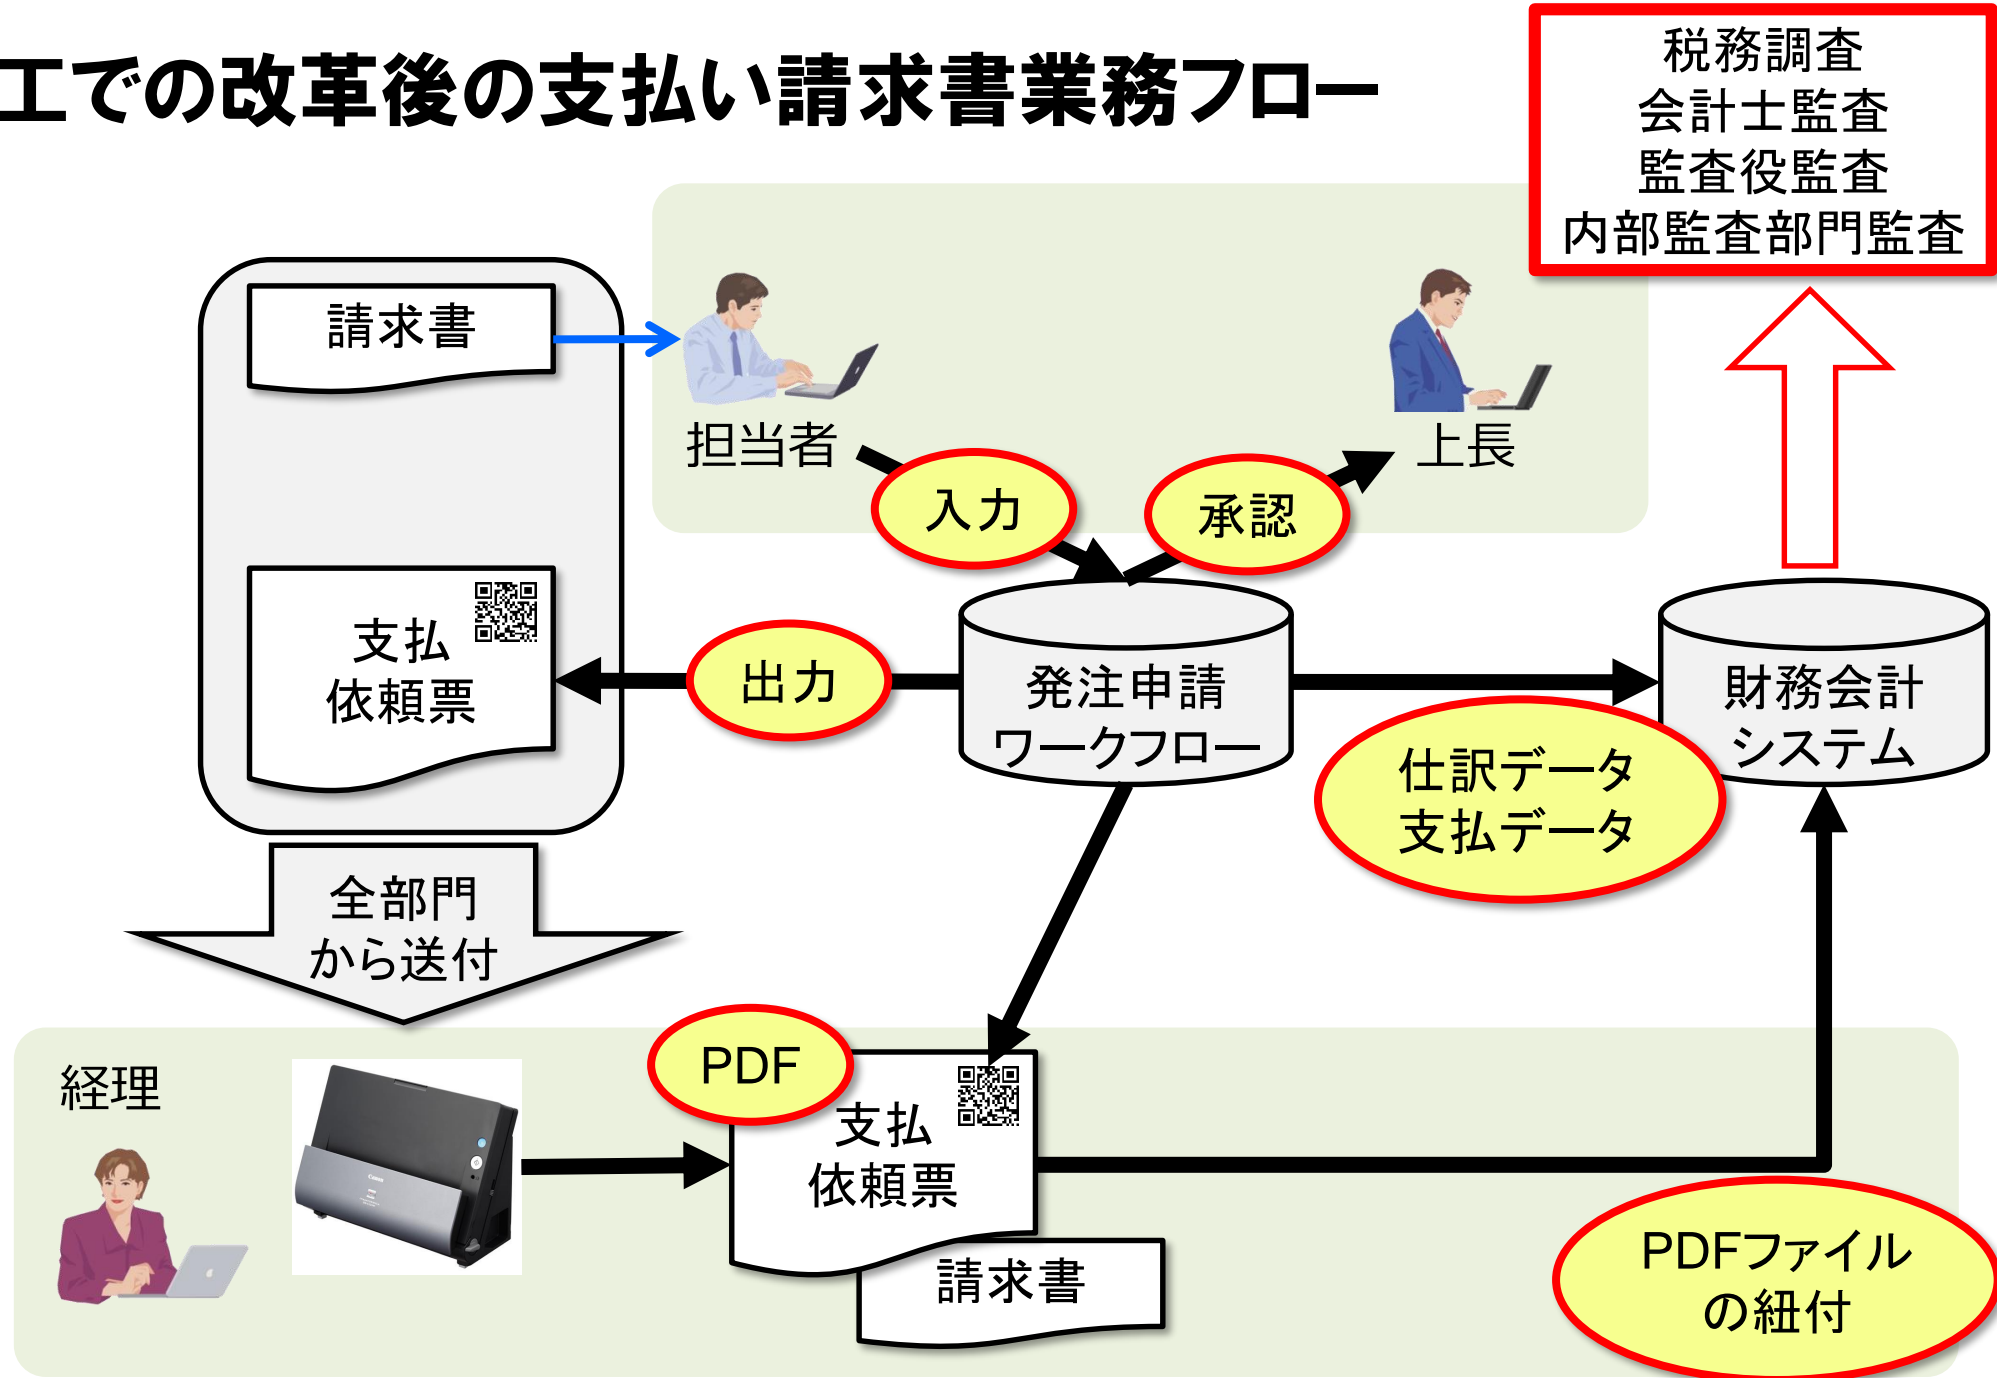 工での改革後の支払い請求書業務フロー
税務調査
会計士監査
監査役監査
内部監査部門監査
請求書
担当者
上長
入力
承認
支払
依頼票
出力
発注申請
ワークフロー
財務会計
システム
仕訳データ
支払データ
全部門
から送付
経理
Canon
PDF
支払
依頼票
請求書
PDFファイル
の紐付